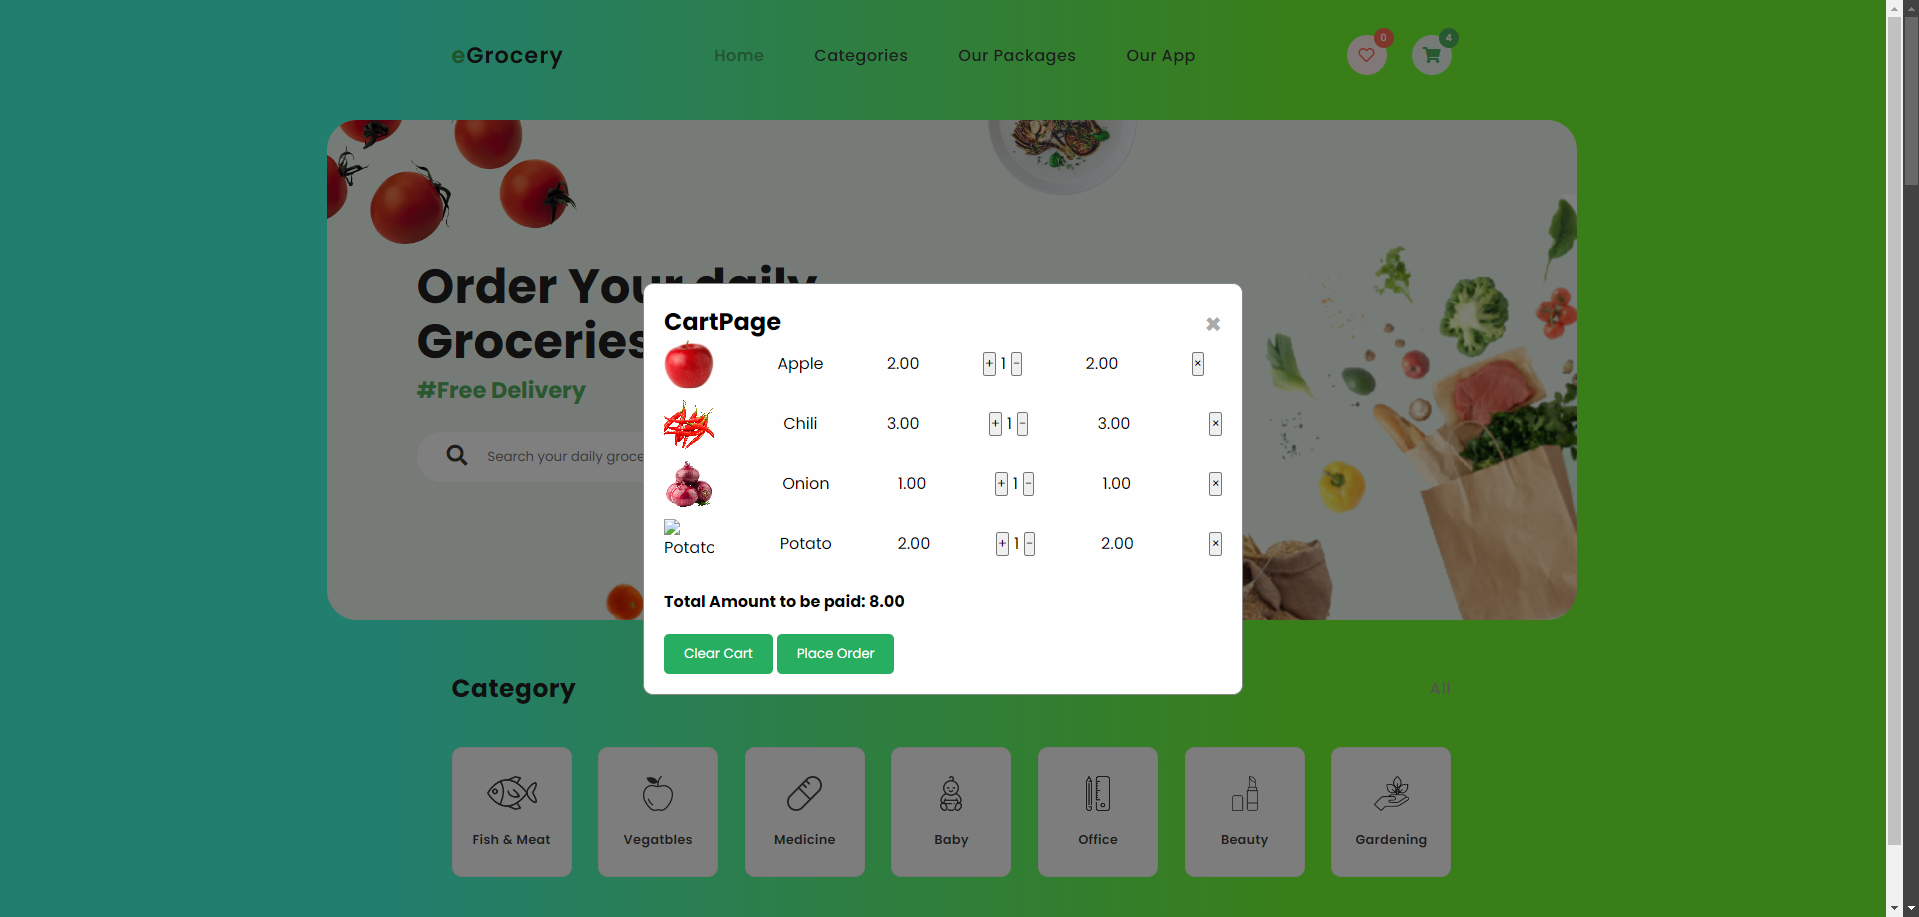 eGrocery
Home Categories Our Packages Our App
0
4
Order Your daily
Groceries
#Free Delivery
Search your daily groce
CartPage ✖
Apple 2.00 + 1 − 2.00 ×
Chili 3.00 + 1 − 3.00 ×
Onion 1.00 + 1 − 1.00 ×
Potato
Potato 2.00 + 1 − 2.00 ×
Total Amount to be paid: 8.00
Clear Cart Place Order
Category All
Fish & Meat Vegatbles Medicine Baby Office Beauty Gardening